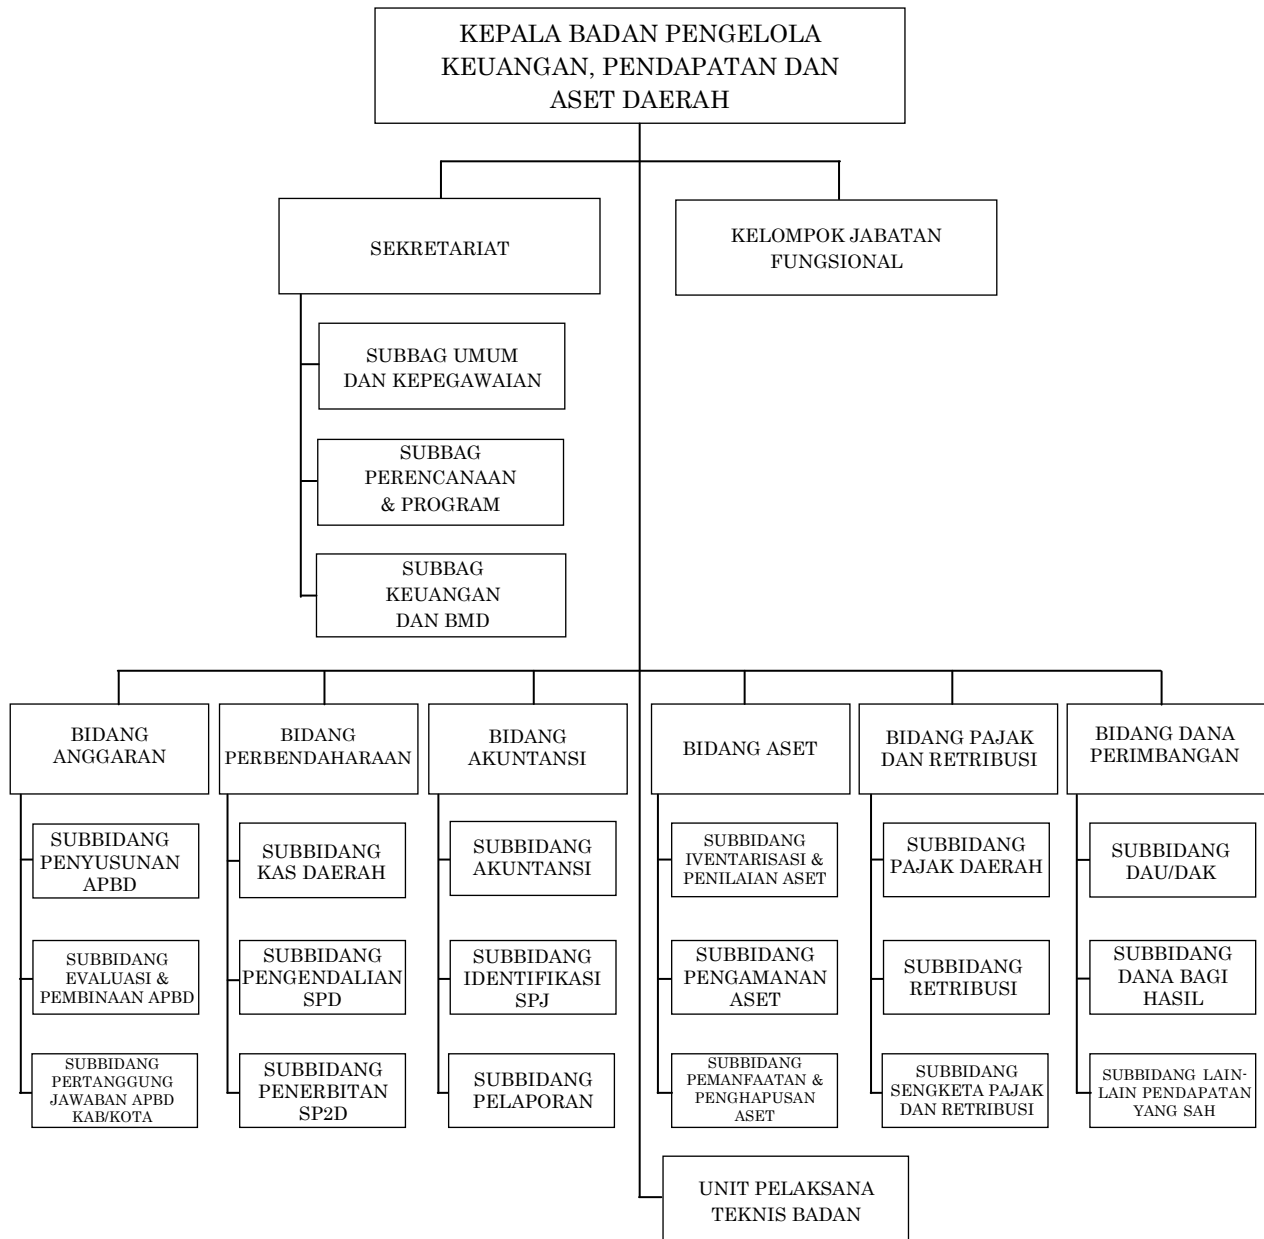 KEPALA BADAN PENGELOLA
KEUANGAN, PENDAPATAN DAN
ASET DAERAH
SEKRETARIAT
KELOMPOK JABATAN
FUNGSIONAL
SUBBAG UMUM
DAN KEPEGAWAIAN
SUBBAG
PERENCANAAN
& PROGRAM
SUBBAG
KEUANGAN
DAN BMD
BIDANG
ANGGARAN
BIDANG
PERBENDAHARAAN
BIDANG
AKUNTANSI
BIDANG ASET
BIDANG PAJAK
DAN RETRIBUSI
BIDANG DANA
PERIMBANGAN
SUBBIDANG
PENYUSUNAN
APBD
SUBBIDANG
KAS DAERAH
SUBBIDANG
AKUNTANSI
SUBBIDANG
IVENTARISASI &
PENILAIAN ASET
SUBBIDANG
PAJAK DAERAH
SUBBIDANG
DAU/DAK
SUBBIDANG
EVALUASI &
PEMBINAAN APBD
SUBBIDANG
PENGENDALIAN
SPD
SUBBIDANG
IDENTIFIKASI
SPJ
SUBBIDANG
PENGAMANAN
ASET
SUBBIDANG
RETRIBUSI
SUBBIDANG
DANA BAGI
HASIL
SUBBIDANG
PERTANGGUNG
JAWABAN APBD
KAB/KOTA
SUBBIDANG
PENERBITAN
SP2D
SUBBIDANG
PELAPORAN
SUBBIDANG
PEMANFAATAN &
PENGHAPUSAN
ASET
SUBBIDANG
SENGKETA PAJAK
DAN RETRIBUSI
SUBBIDANG LAIN-
LAIN PENDAPATAN
YANG SAH
UNIT PELAKSANA
TEKNIS BADAN